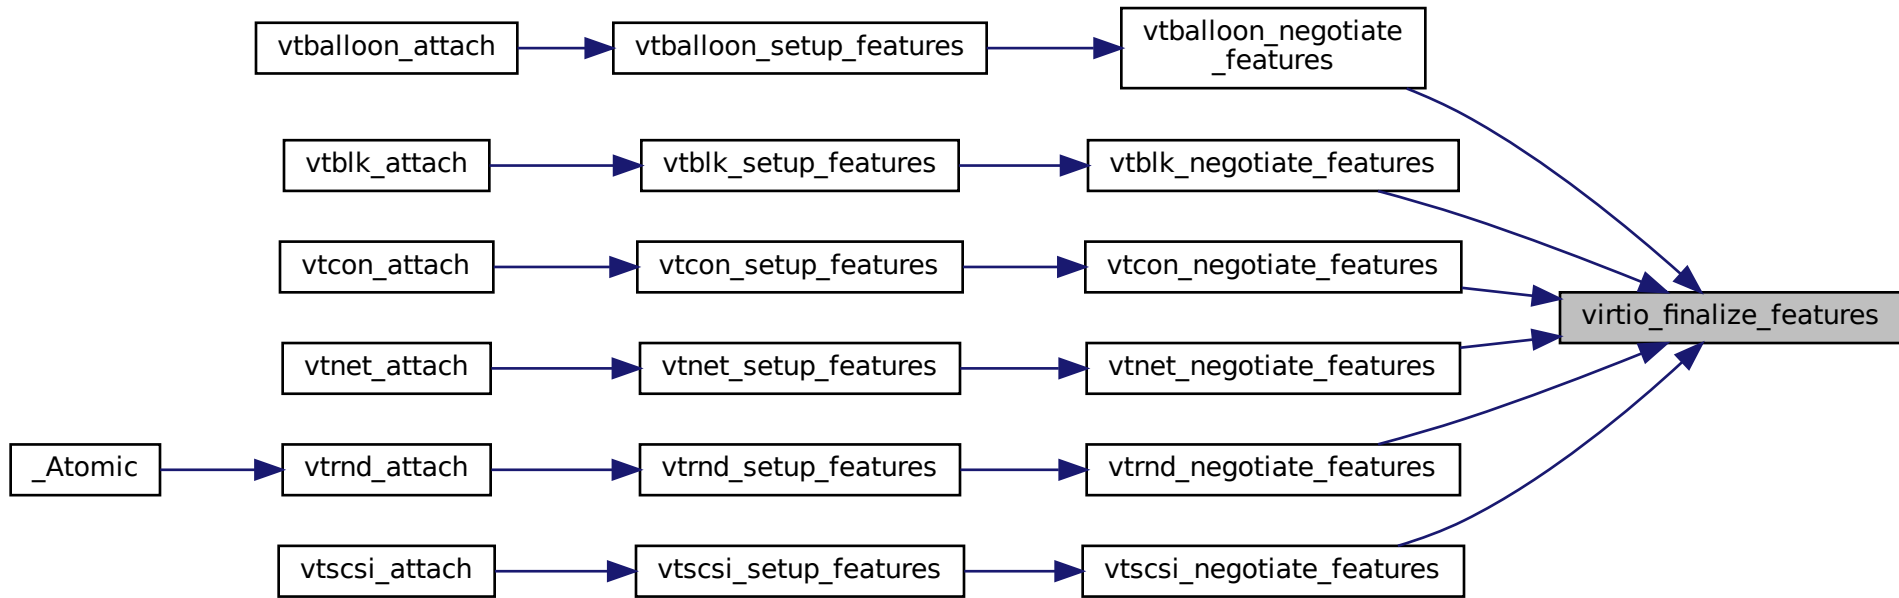 vtballoon_attach
vtballoon_setup_features
vtballoon_negotiate
_features
vtblk_attach
vtblk_setup_features
vtblk_negotiate_features
vtcon_attach
vtcon_setup_features
vtcon_negotiate_features
virtio_finalize_features
vtnet_attach
vtnet_setup_features
vtnet_negotiate_features
_Atomic
vtrnd_attach
vtrnd_setup_features
vtrnd_negotiate_features
vtscsi_attach
vtscsi_setup_features
vtscsi_negotiate_features